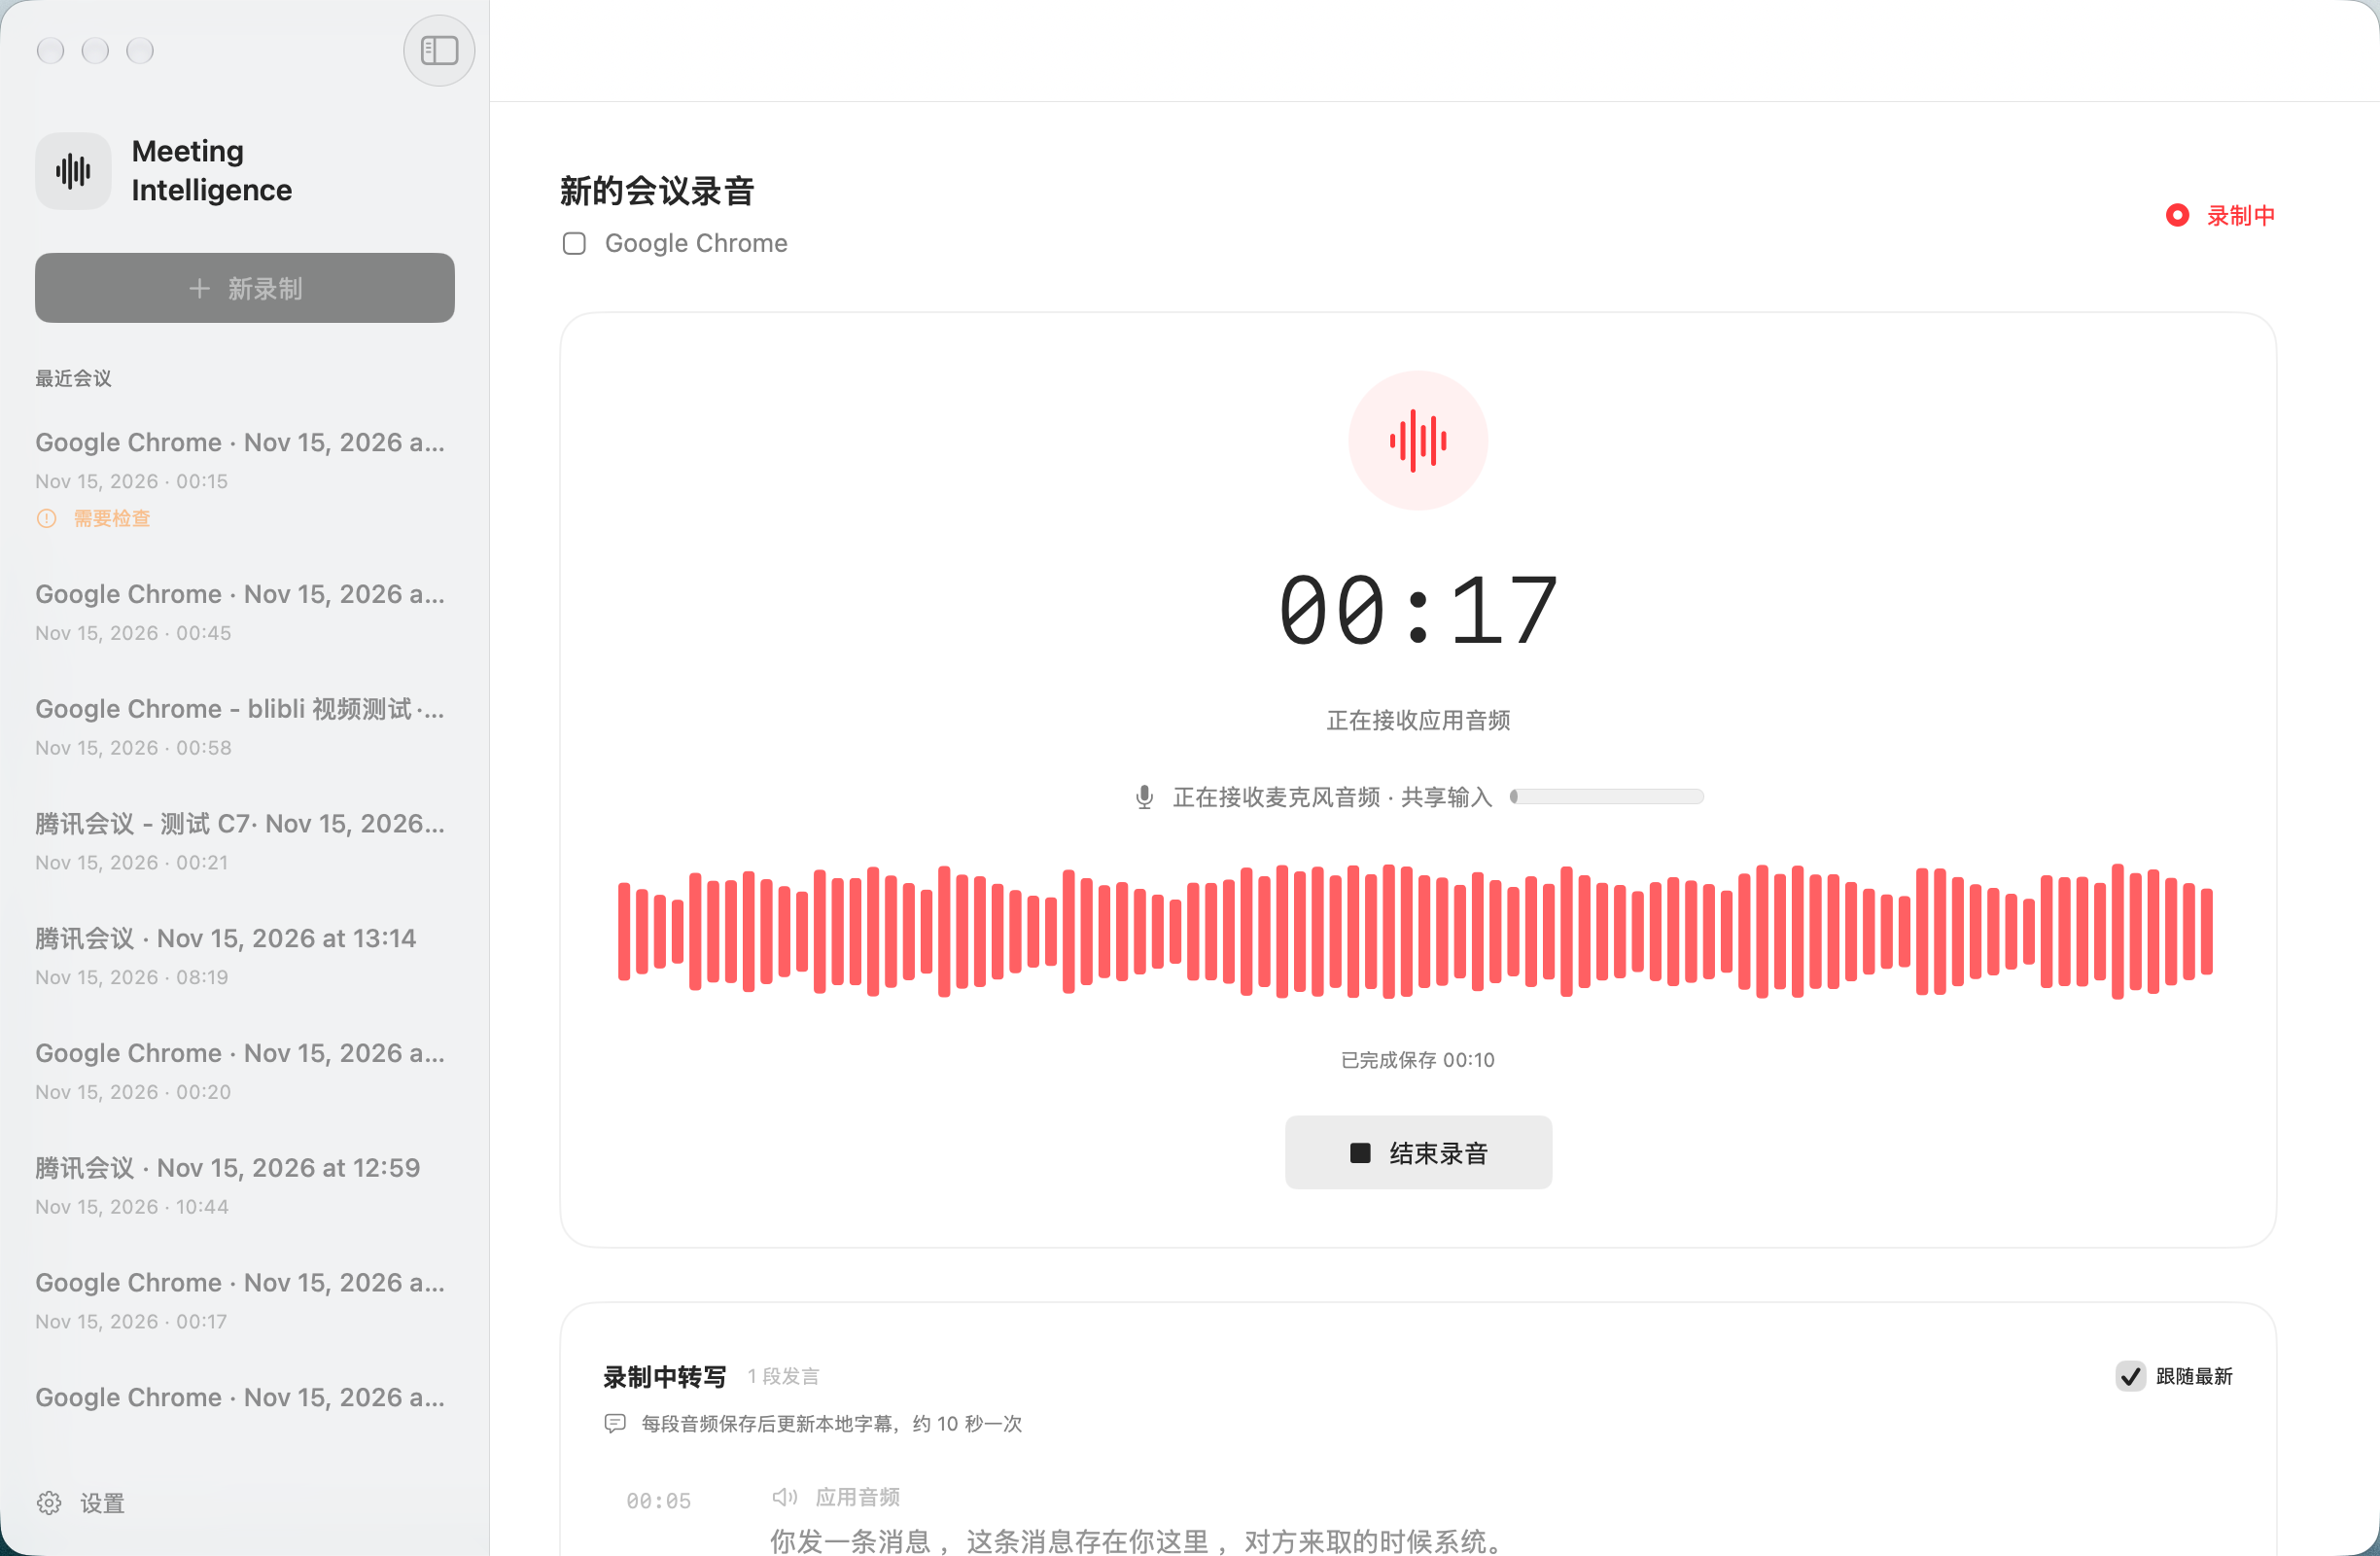 Meeting
Intelligence
新录制
最近会议
Google Chrome · Nov 15, 2026 a...
Nov 15, 2026 · 00:15
需要检查
Google Chrome · Nov 15, 2026 a...
Nov 15, 2026 · 00:45
Google Chrome - blibli 视频测试 ·...
Nov 15, 2026 · 00:58
腾讯会议 - 测试 C7· Nov 15, 2026...
Nov 15, 2026 · 00:21
腾讯会议 · Nov 15, 2026 at 13:14
Nov 15, 2026 · 08:19
Google Chrome · Nov 15, 2026 a...
Nov 15, 2026 · 00:20
腾讯会议 · Nov 15, 2026 at 12:59
Nov 15, 2026 · 10:44
Google Chrome · Nov 15, 2026 a...
Nov 15, 2026 · 00:17
Google Chrome · Nov 15, 2026 a...
设置
新的会议录音
Google Chrome
录制中
00:17
正在接收应用音频
正在接收麦克风音频 · 共享输入
已完成保存 00:10
结束录音
录制中转写 1 段发言
跟随最新
每段音频保存后更新本地字幕，约 10 秒一次
00:05 应用音频
你发一条消息，这条消息存在你这里，对方来取的时候系统。